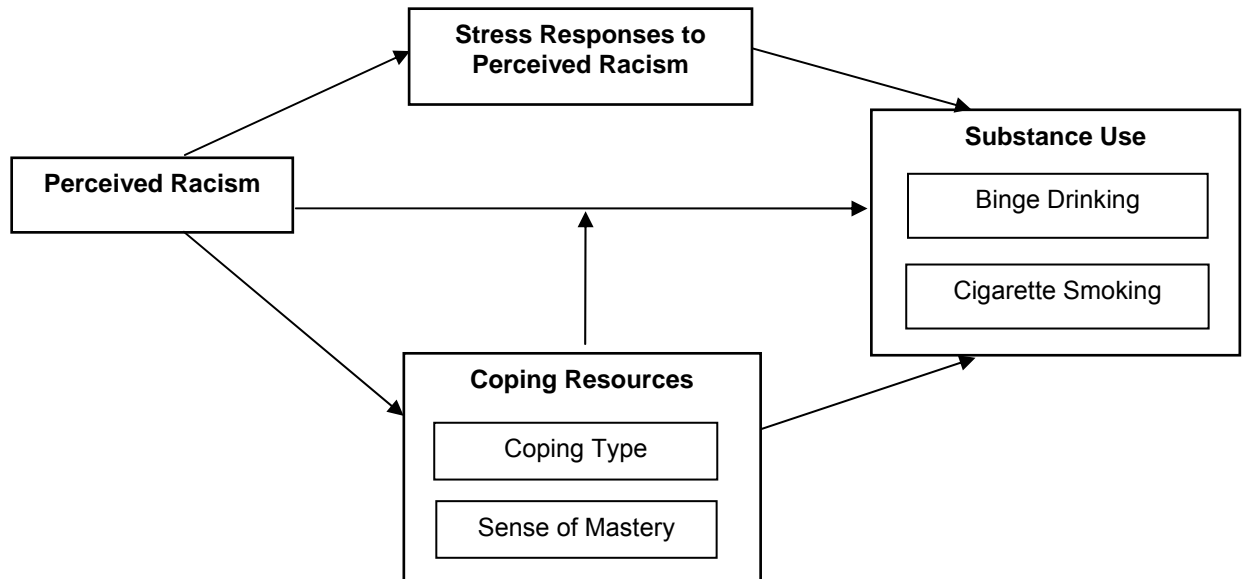 Stress Responses to
Perceived Racism
Substance Use
Binge Drinking
Cigarette Smoking
Perceived Racism
Coping Resources
Coping Type
Sense of Mastery